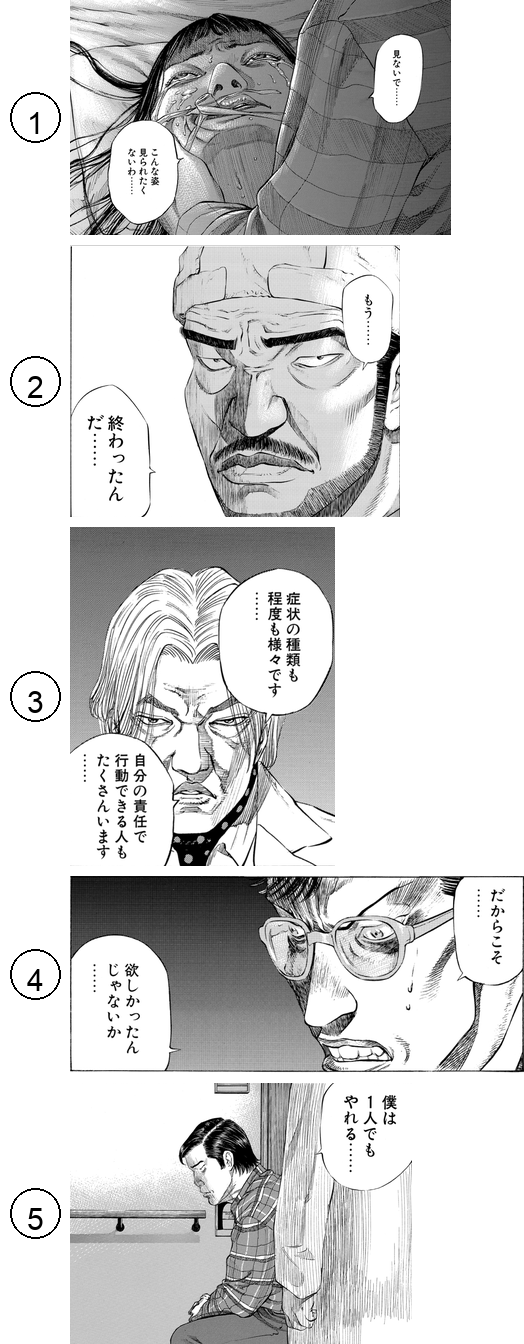 1
見ないで……
こんな姿
見られたく
ないわ……
2
もう……
終わったん
だ……
3
症状の種類も
程度も様々です
……
自分の責任で
行動できる人も
たくさんいます
……
4
だからこそ
……
欲しかったん
じゃないか
……
5
僕は
1人でも
やれる……